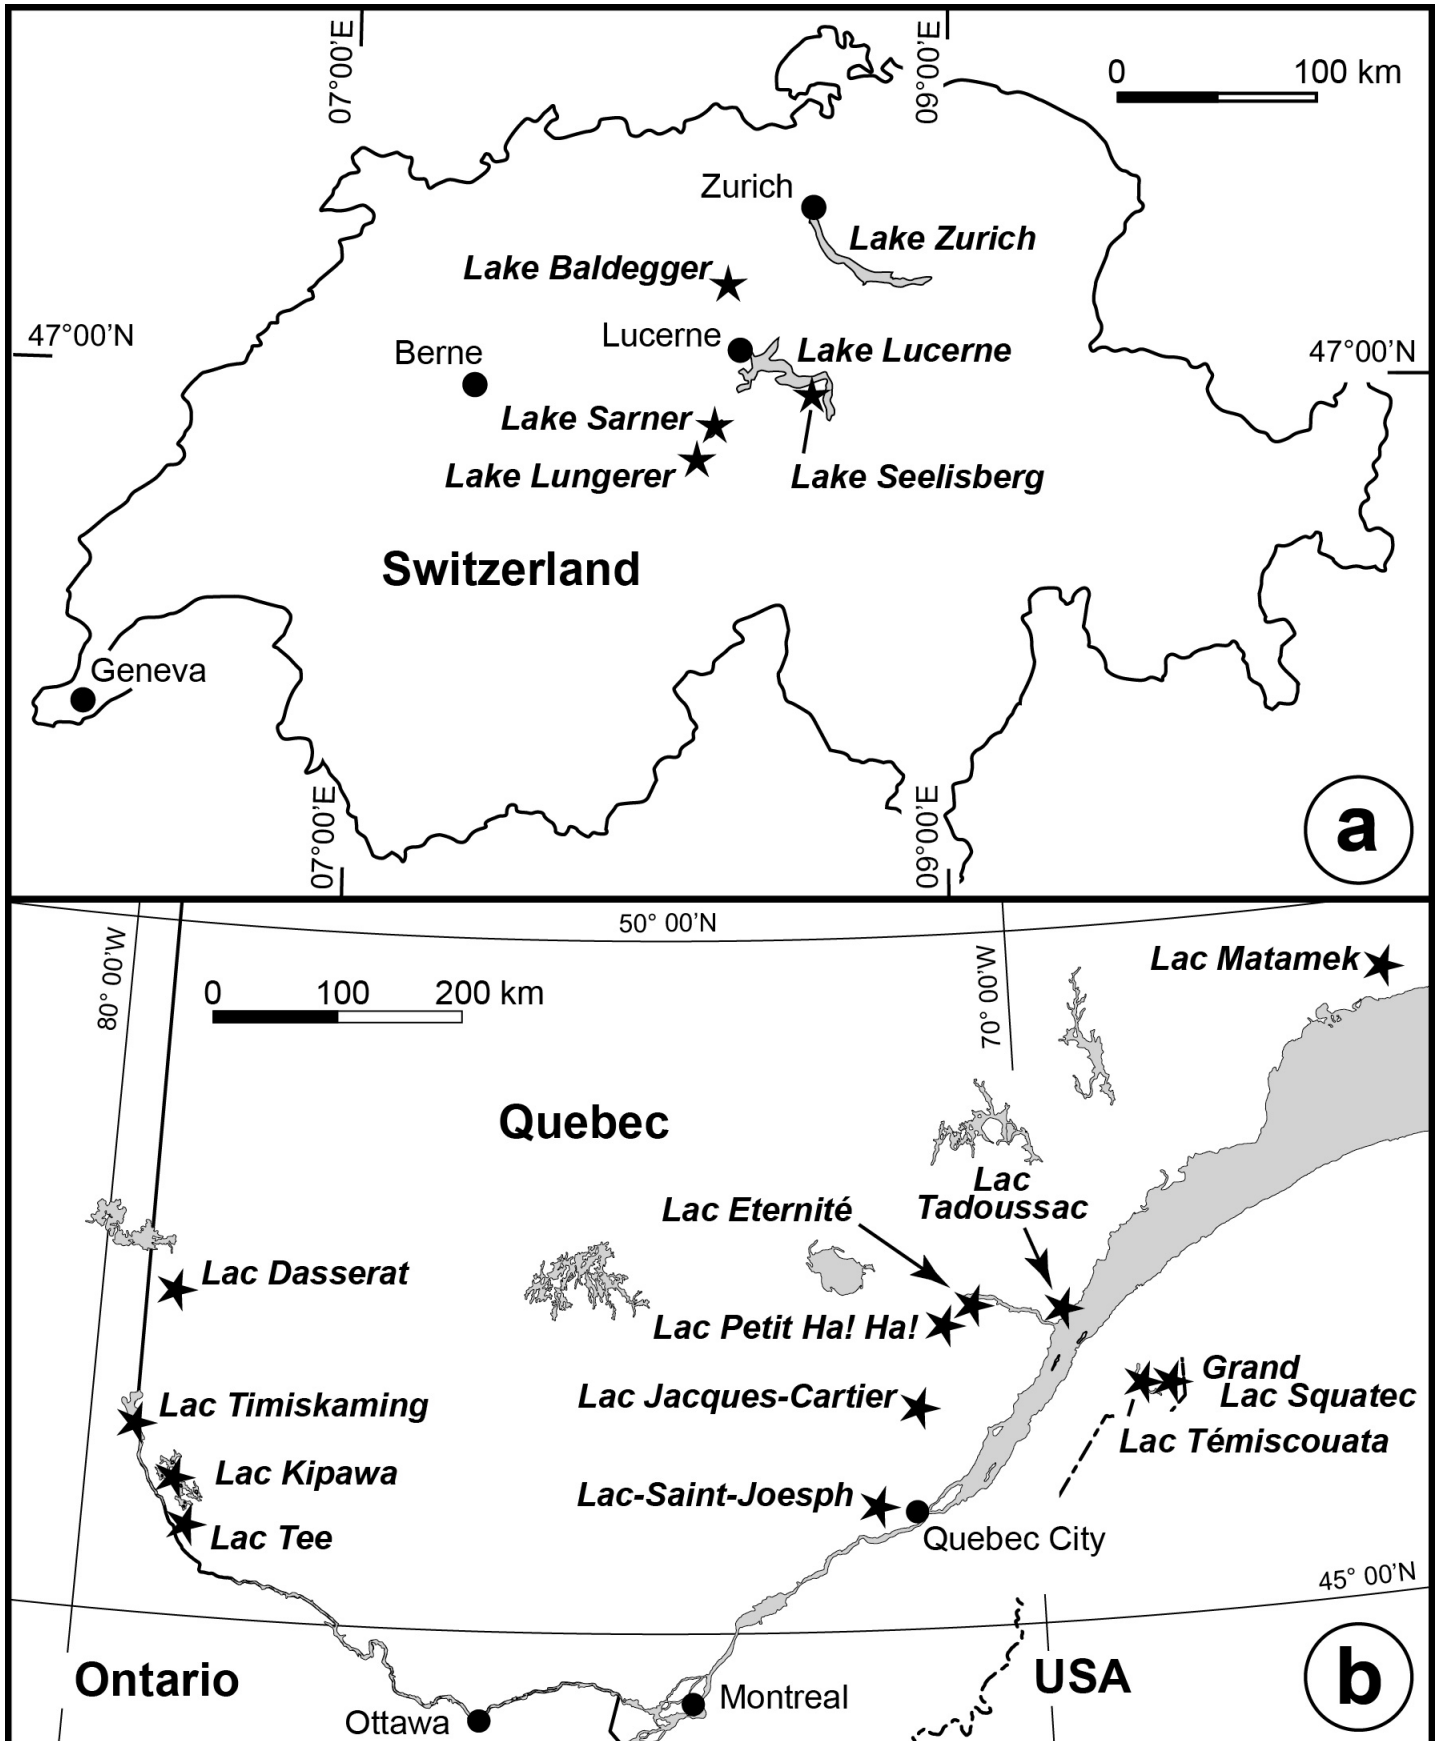 07°00'E
09°00'E
0 100 km
Zurich
Lake Zurich
Lake Baldegger
47°00'N
Lucerne
Lake Lucerne
47°00'N
Berne
Lake Sarner
Lake Lungerer
Lake Seelisberg
Switzerland
Geneva
07°00'E
09°00'E
a
50° 00'N
80° 00'W
70° 00'W
Lac Matamek
0 100 200 km
Quebec
Lac
Tadoussac
Lac Eternité
Lac Dasserat
Lac Petit Ha! Ha!
Grand
Lac Squatec
Lac Jacques-Cartier
Lac Timiskaming
Lac Témiscouata
Lac Kipawa
Lac-Saint-Joesph
Lac Tee
Quebec City
45° 00'N
Ontario
USA
Montreal
Ottawa
b